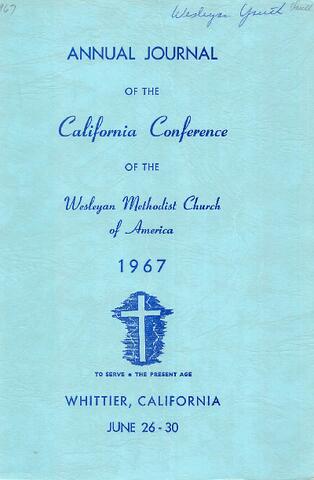 967
Wesleyan Youth
ANNUAL JOURNAL
OF THE
California Conference
OF THE
Wesleyan Methodist Church
of America
1967
TO SERVE • THE PRESENT AGE
WHITTIER, CALIFORNIA
JUNE 26-30